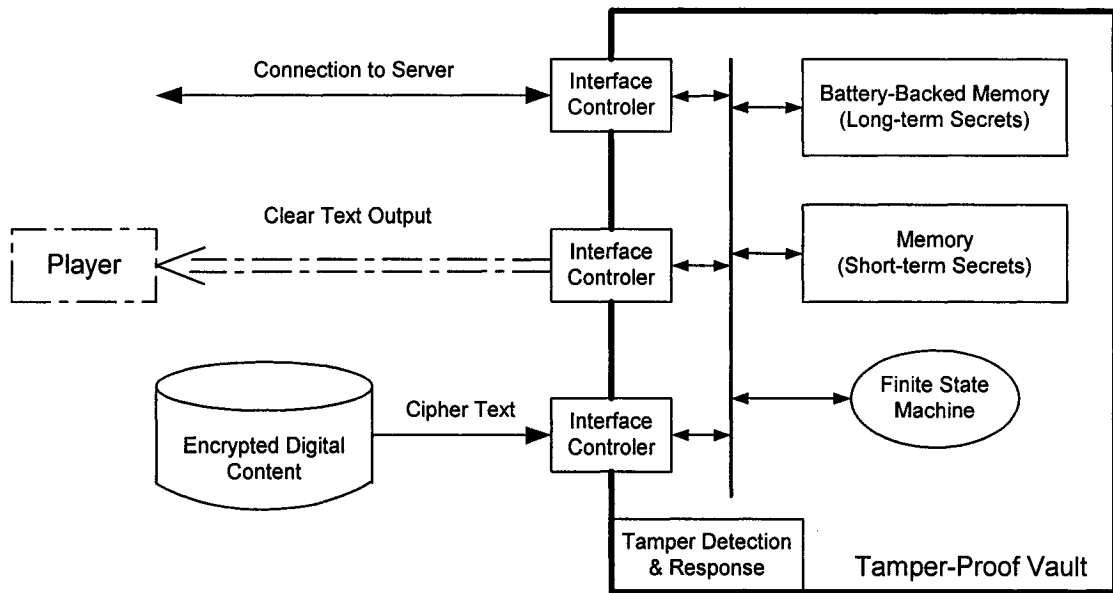 Connection to Server
Interface
Controler
Battery-Backed Memory
(Long-term Secrets)
Player
Clear Text Output
Interface
Controler
Memory
(Short-term Secrets)
Encrypted Digital
Content
Cipher Text
Interface
Controler
Finite State
Machine
Tamper Detection
& Response
Tamper-Proof Vault